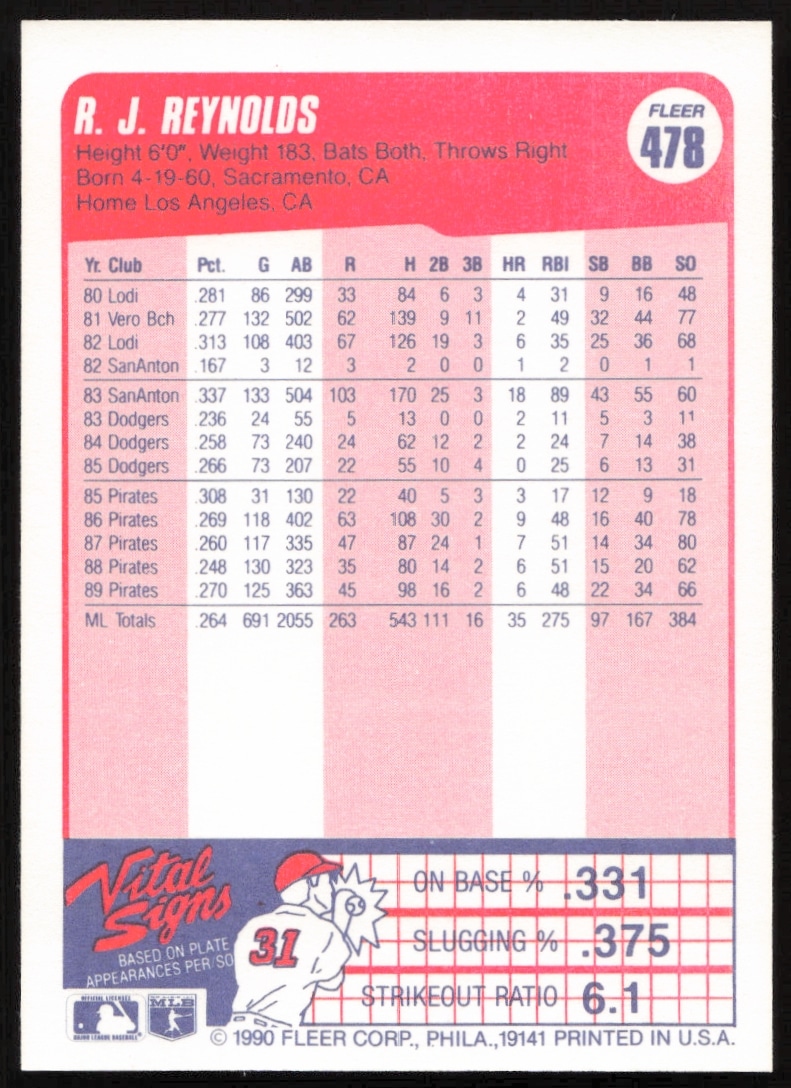 R. J. REYNOLDS
FLEER
478
Height 6'0", Weight 183, Bats Both, Throws Right
Born 4-19-60, Sacramento, CA
Home Los Angeles, CA
Yr. Club Pct. G AB R H 2B 3B HR RBI SB BB SO
80 Lodi .281 86 299 33 84 6 3 4 31 9 16 48
81 Vero Bch .277 132 502 62 139 9 11 2 49 32 44 77
82 Lodi .313 108 403 67 126 19 3 6 35 25 36 68
82 SanAnton .167 3 12 3 2 0 0 1 2 0 1 1
83 SanAnton .337 133 504 103 170 25 3 18 89 43 55 60
83 Dodgers .236 24 55 5 13 0 0 2 11 5 3 11
84 Dodgers .258 73 240 24 62 12 2 2 24 7 14 38
85 Dodgers .266 73 207 22 55 10 4 0 25 6 13 31
85 Pirates .308 31 130 22 40 5 3 3 17 12 9 18
86 Pirates .269 118 402 63 108 30 2 9 48 16 40 78
87 Pirates .260 117 335 47 87 24 1 7 51 14 34 80
88 Pirates .248 130 323 35 80 14 2 6 51 15 20 62
89 Pirates .270 125 363 45 98 16 2 6 48 22 34 66
ML Totals .264 691 2055 263 543 111 16 35 275 97 167 384
Vital
Signs
BASED ON PLATE
APPEARANCES PER/SO
31
ON BASE % .331
SLUGGING % .375
STRIKEOUT RATIO 6.1
OFFICIAL LICENSEE
MAJOR LEAGUE BASEBALL
MLB
© 1990 FLEER CORP., PHILA.,19141 PRINTED IN U.S.A.